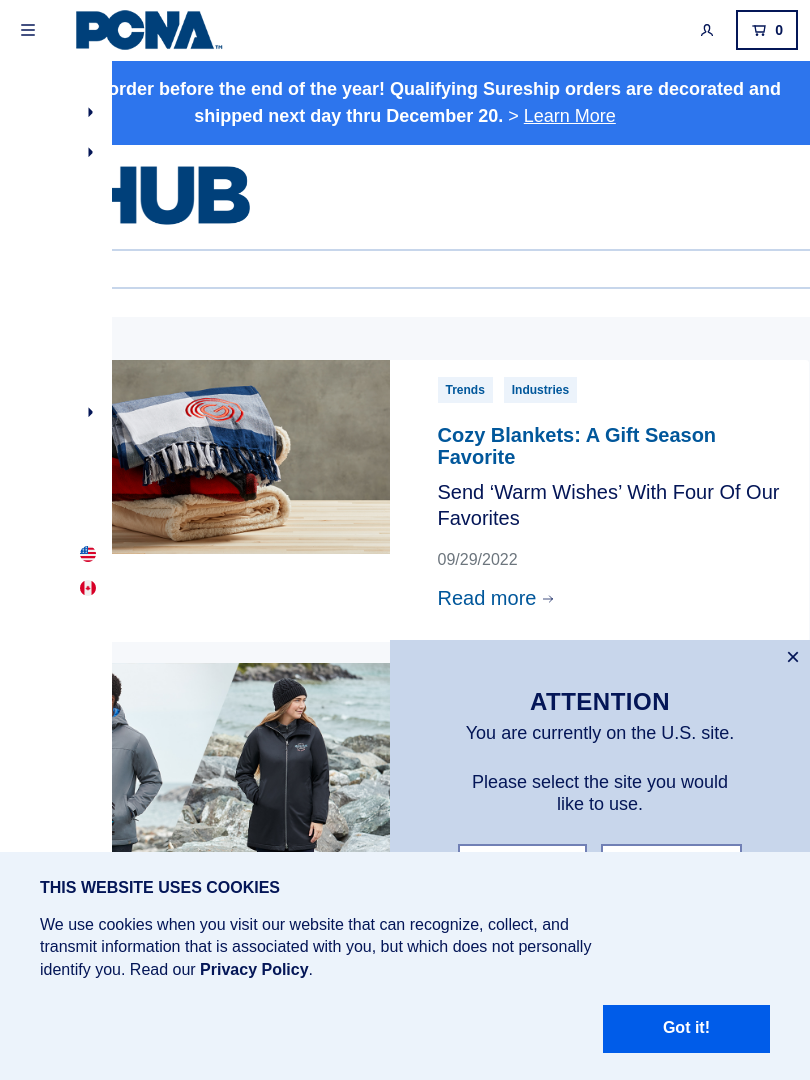 PCNA™
0
order before the end of the year! Qualifying Sureship orders are decorated and
shipped next day thru December 20. > Learn More
HUB
Trends Industries
Cozy Blankets: A Gift Season
Favorite
Send ‘Warm Wishes’ With Four Of Our
Favorites
09/29/2022
Read more
ATTENTION
You are currently on the U.S. site.
Please select the site you would
like to use.
THIS WEBSITE USES COOKIES
We use cookies when you visit our website that can recognize, collect, and
transmit information that is associated with you, but which does not personally
identify you. Read our Privacy Policy.
Got it!